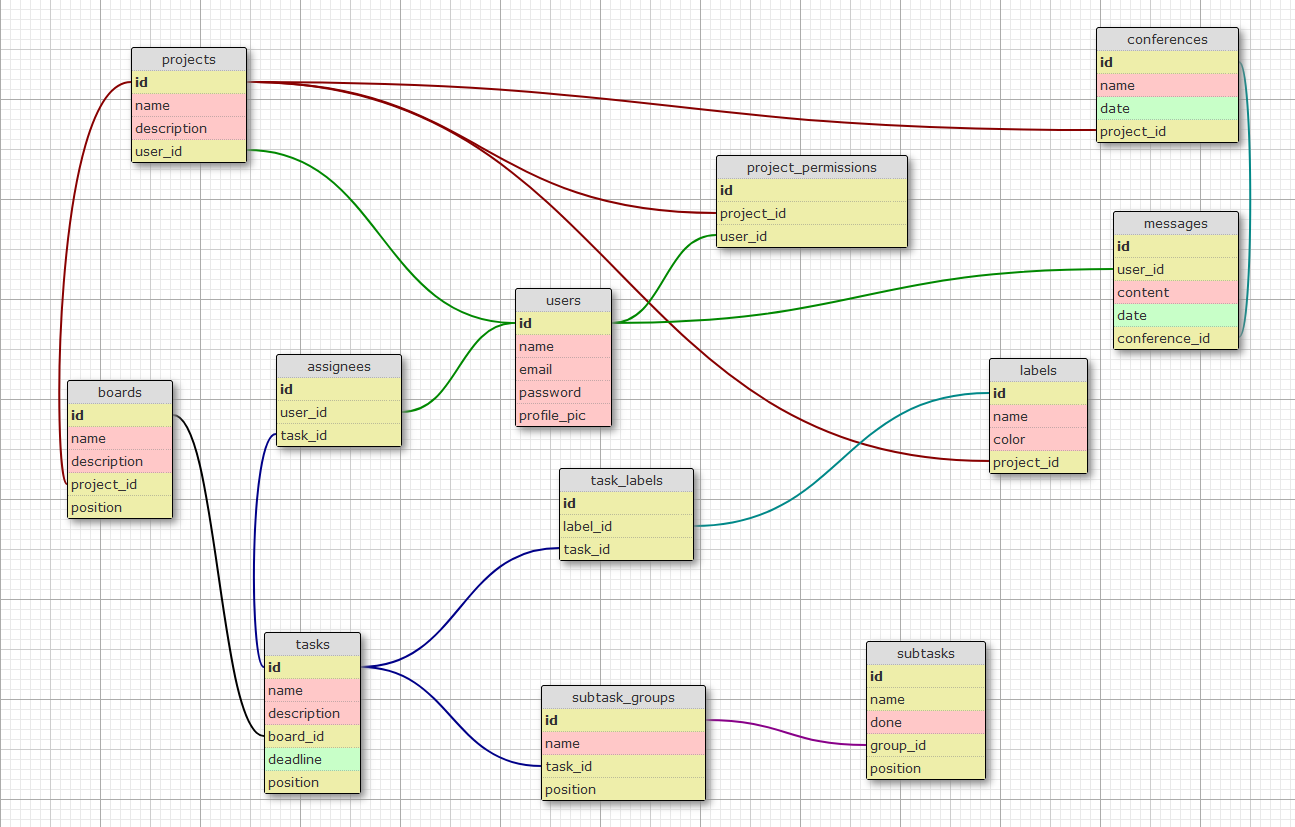 projects
id
name
description
user_id
conferences
id
name
date
project_id
project_permissions
id
project_id
user_id
messages
id
user_id
content
date
conference_id
users
id
name
email
password
profile_pic
assignees
id
user_id
task_id
labels
id
name
color
project_id
boards
id
name
description
project_id
position
task_labels
id
label_id
task_id
tasks
id
name
description
board_id
deadline
position
subtask_groups
id
name
task_id
position
subtasks
id
name
done
group_id
position